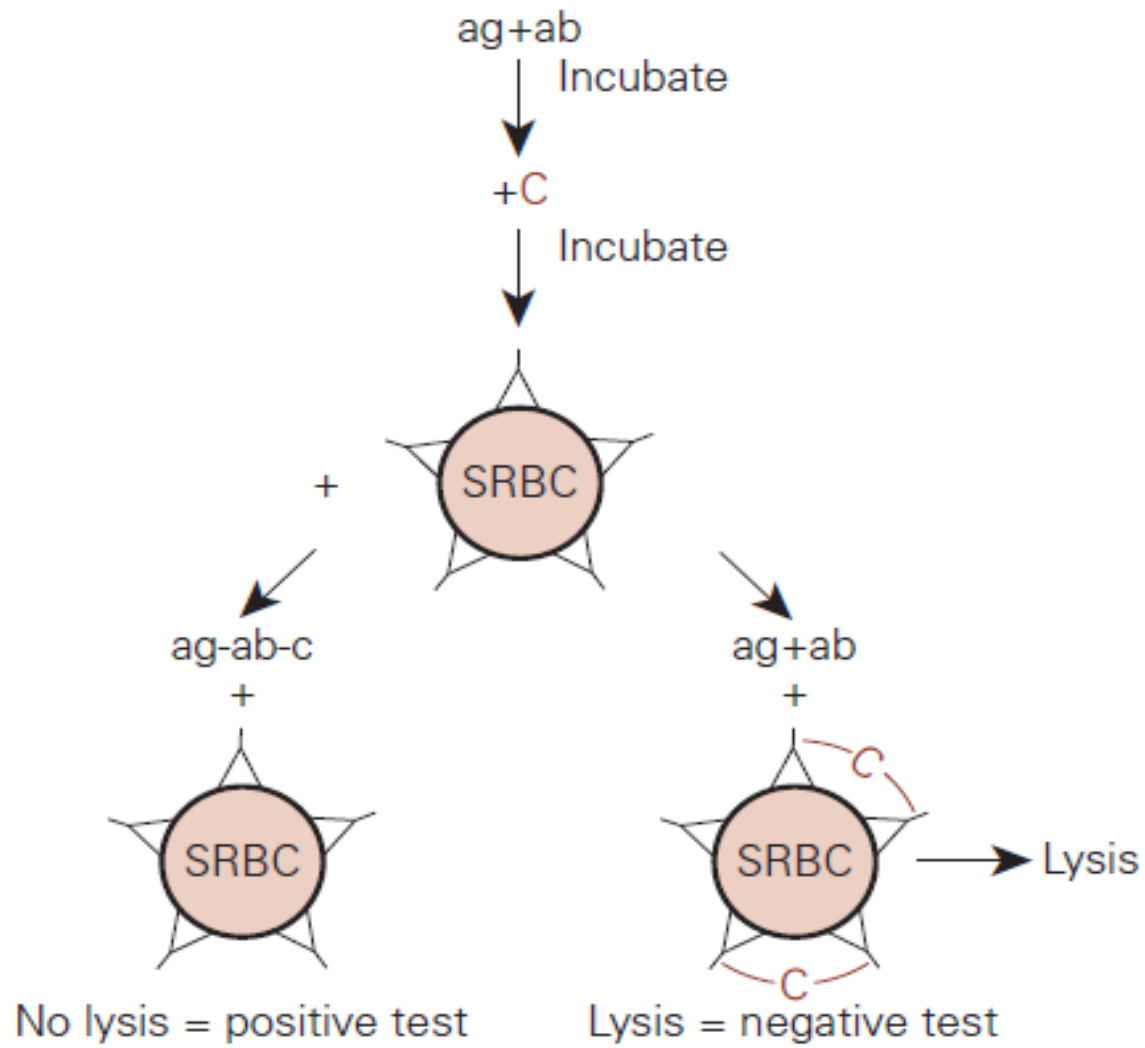 ag+ab
Incubate
+C
Incubate
+
SRBC
ag-ab-c
+
SRBC
No lysis = positive test
ag+ab
+
C
SRBC
Lysis
C
Lysis = negative test